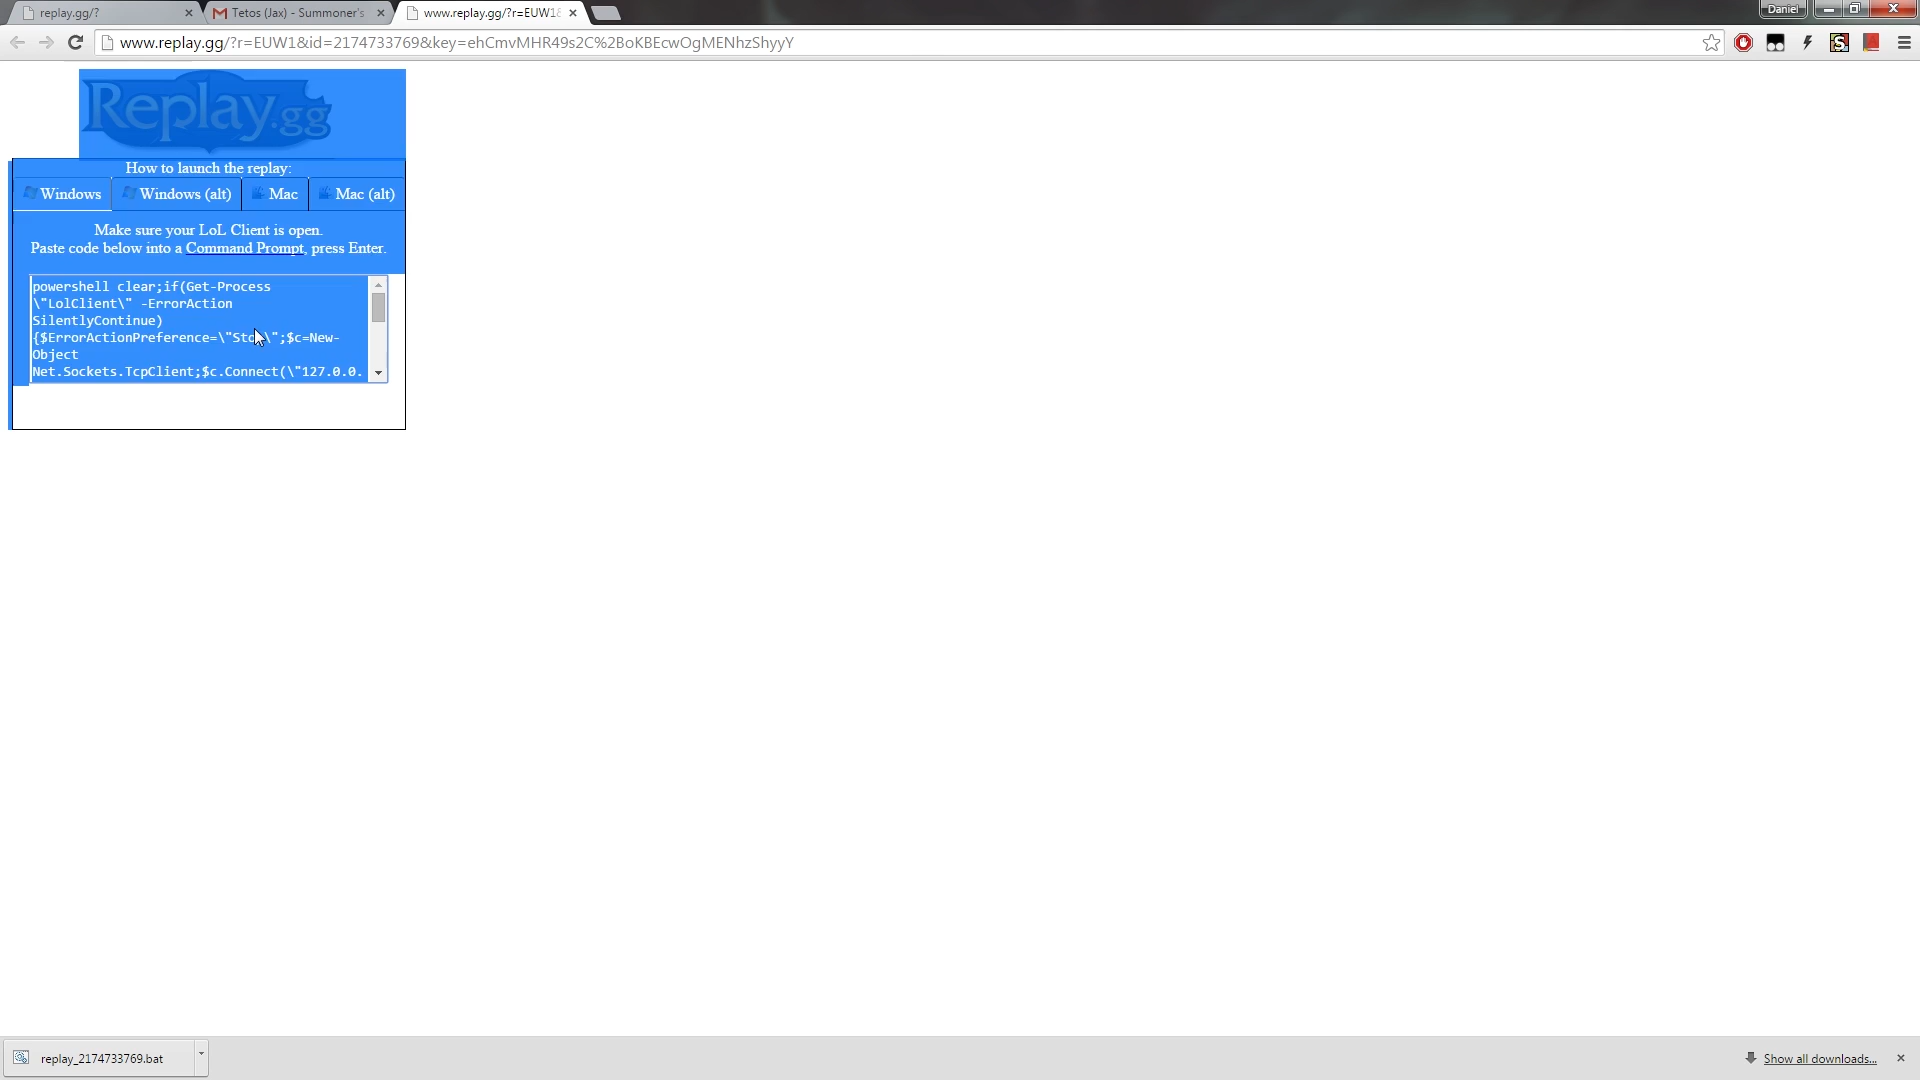 replay.gg/?
Tetos (Jax) - Summoner's
www.replay.gg/?r=EUW1&
Daniel
www.replay.gg/?r=EUW1&id=2174733769&key=ehCmvMHR49s2C%2BoKBEcwOgMENhzShyyY
Replay.gg
How to launch the replay:
Windows
Windows (alt)
Mac
Mac (alt)
Make sure your LoL Client is open.
Paste code below into a Command Prompt, press Enter.
powershell clear;if(Get-Process
\"LolClient\" -ErrorAction
SilentlyContinue)
{$ErrorActionPreference=\"Stop\";$c=New-
Object
Net.Sockets.TcpClient;$c.Connect(\"127.0.0.
replay_2174733769.bat
Show all downloads...